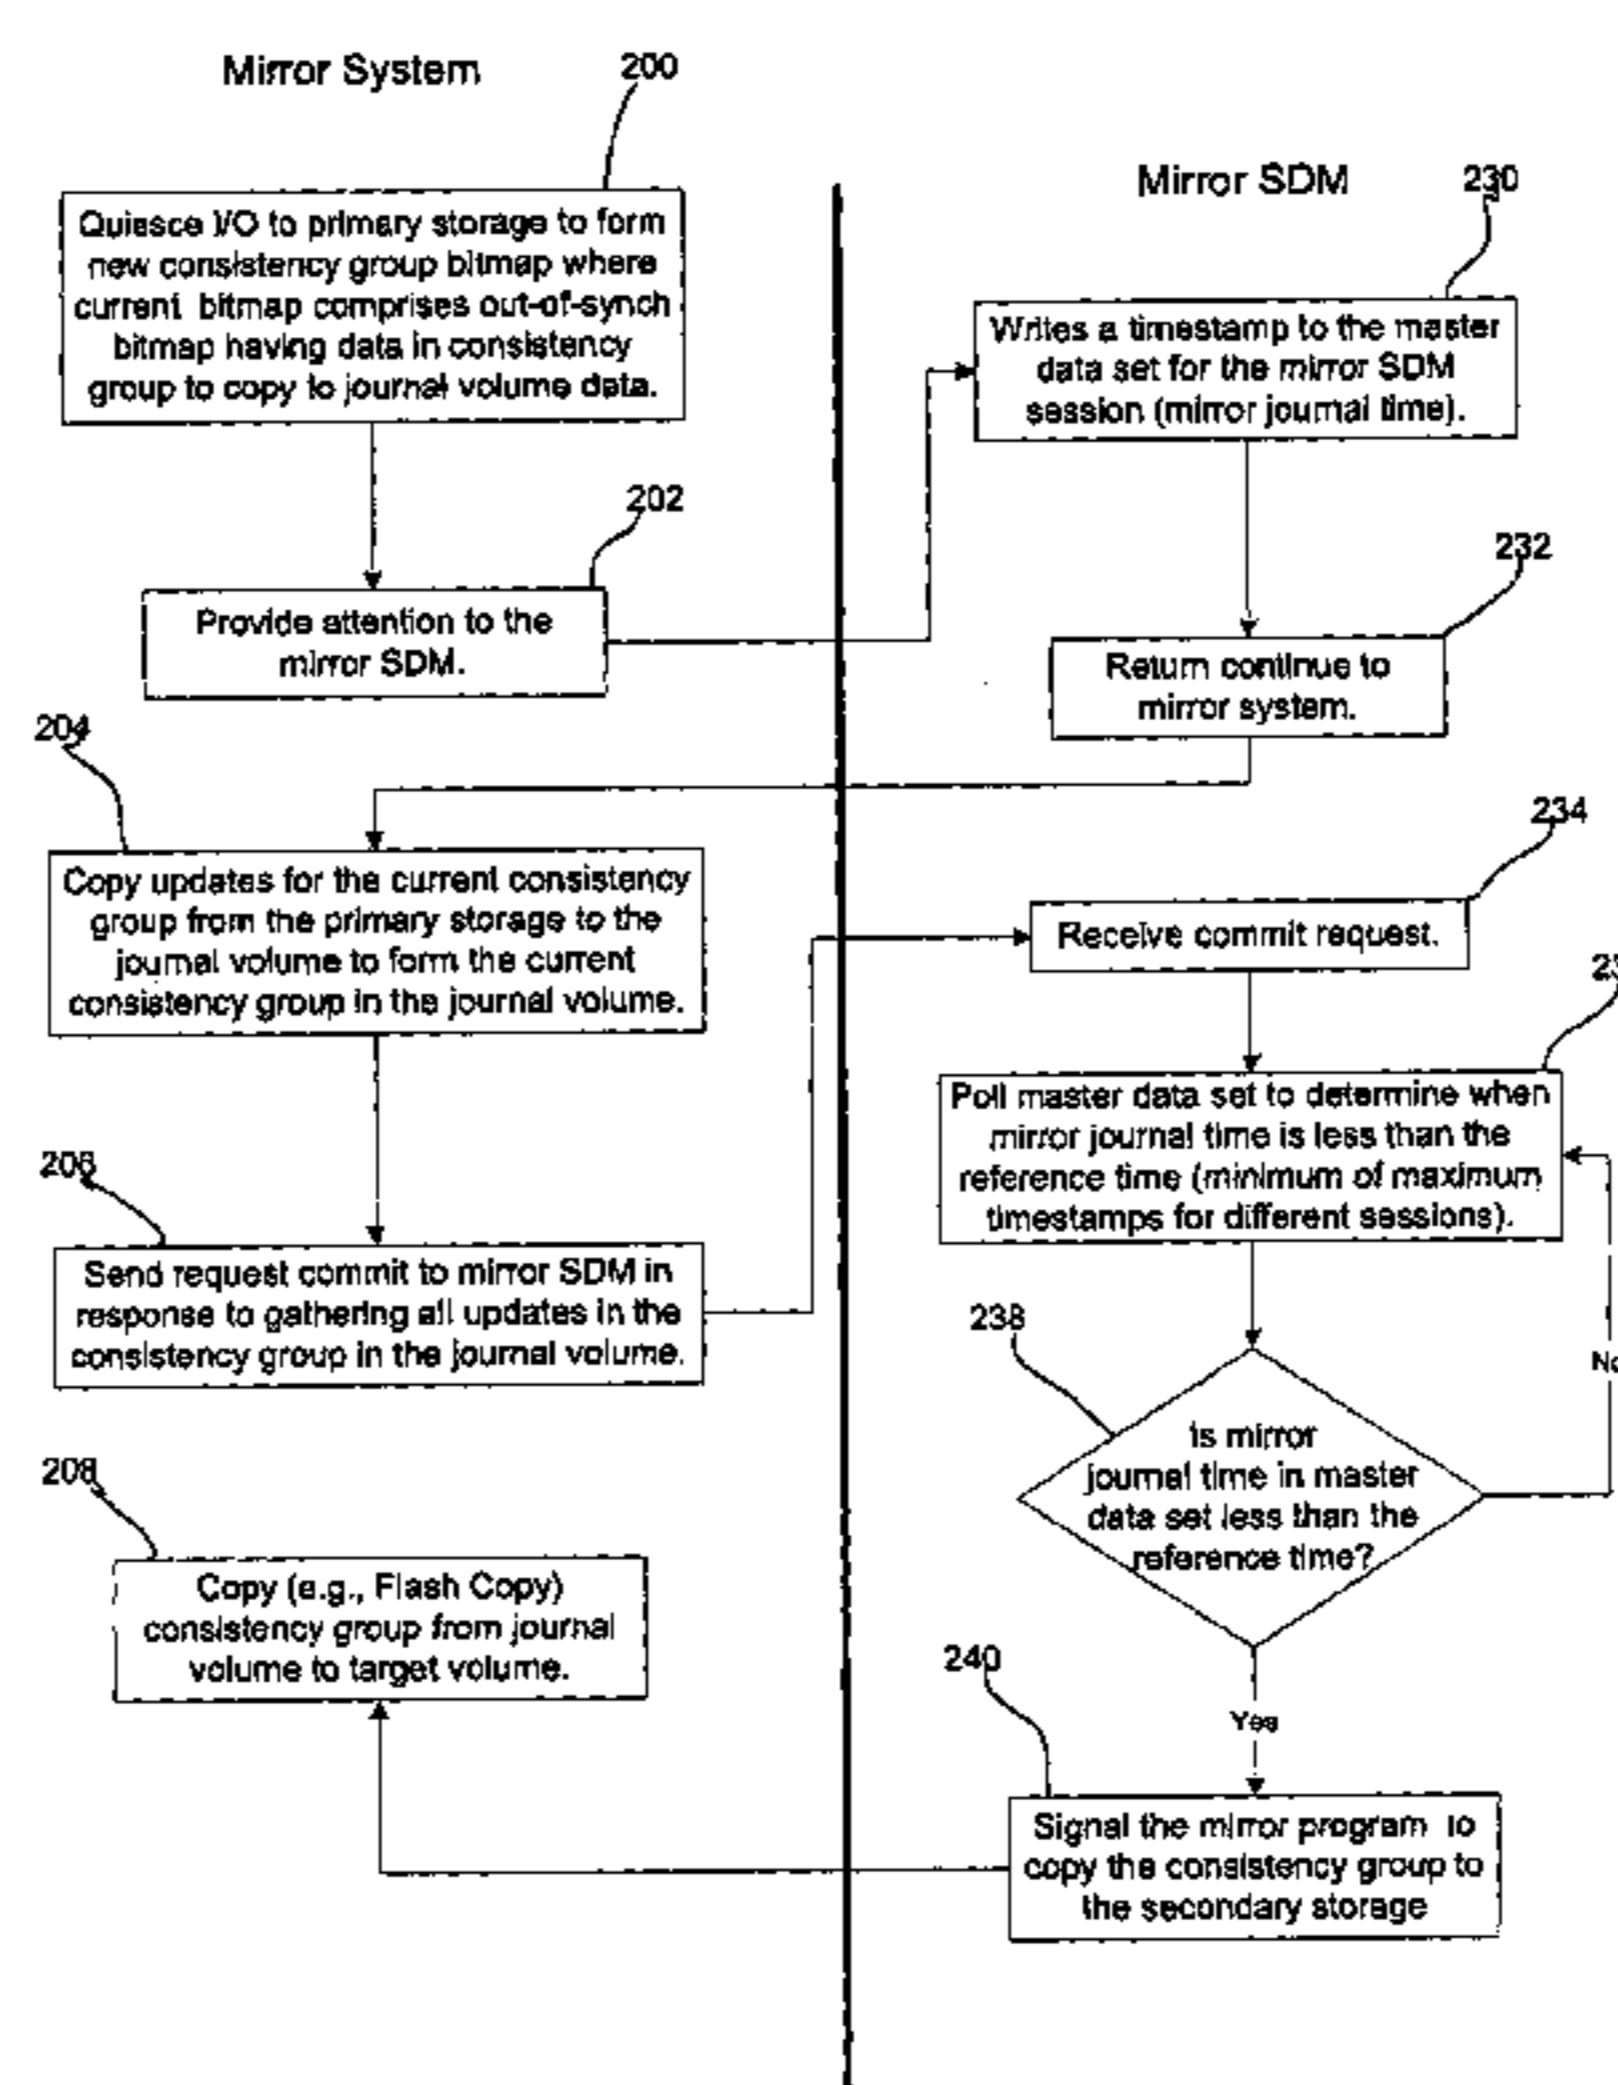 Mirror System
200
Quiesce I/O to primary storage to form
new consistency group bitmap where
current bitmap comprises out-of-synch
bitmap having data in consistency
group to copy to journal volume data.
202
Provide attention to the
mirror SDM.
204
Copy updates for the current consistency
group from the primary storage to the
journal volume to form the current
consistency group in the journal volume.
206
Send request commit to mirror SDM in
response to gathering all updates in the
consistency group in the journal volume.
208
Copy (e.g., Flash Copy)
consistency group from journal
volume to target volume.
Mirror SDM
230
Writes a timestamp to the master
data set for the mirror SDM
session (mirror journal time).
232
Return continue to
mirror system.
234
Receive commit request.
Poll master data set to determine when
mirror journal time is less than the
reference time (minimum of maximum
timestamps for different sessions).
238
Is mirror
journal time in master
data set less than the
reference time?
No
Yes
240
Signal the mirror program to
copy the consistency group to
the secondary storage